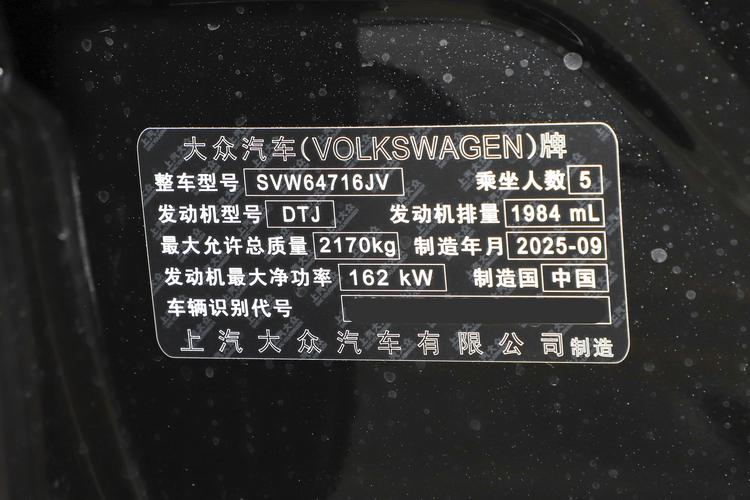 大众汽车(VOLKSWAGEN)牌
整车型号 SVW64716JV 乘坐人数 5
发动机型号 DTJ 发动机排量 1984 mL
最大允许总质量 2170kg 制造年月 2025-09
发动机最大净功率 162 kW 制造国 中国
车辆识别代号
上汽大众汽车有限公司制造